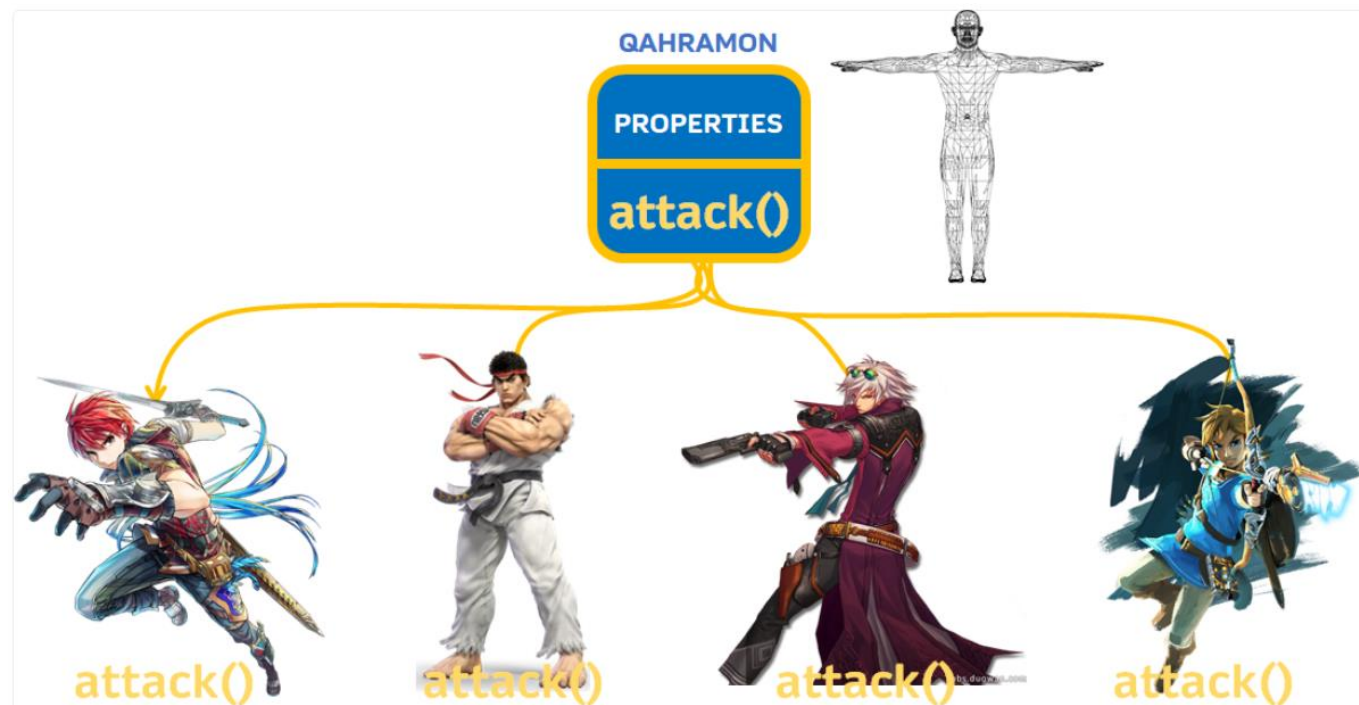 QAHRAMON
PROPERTIES
attack()
attack()
attack()
attack()
attack()